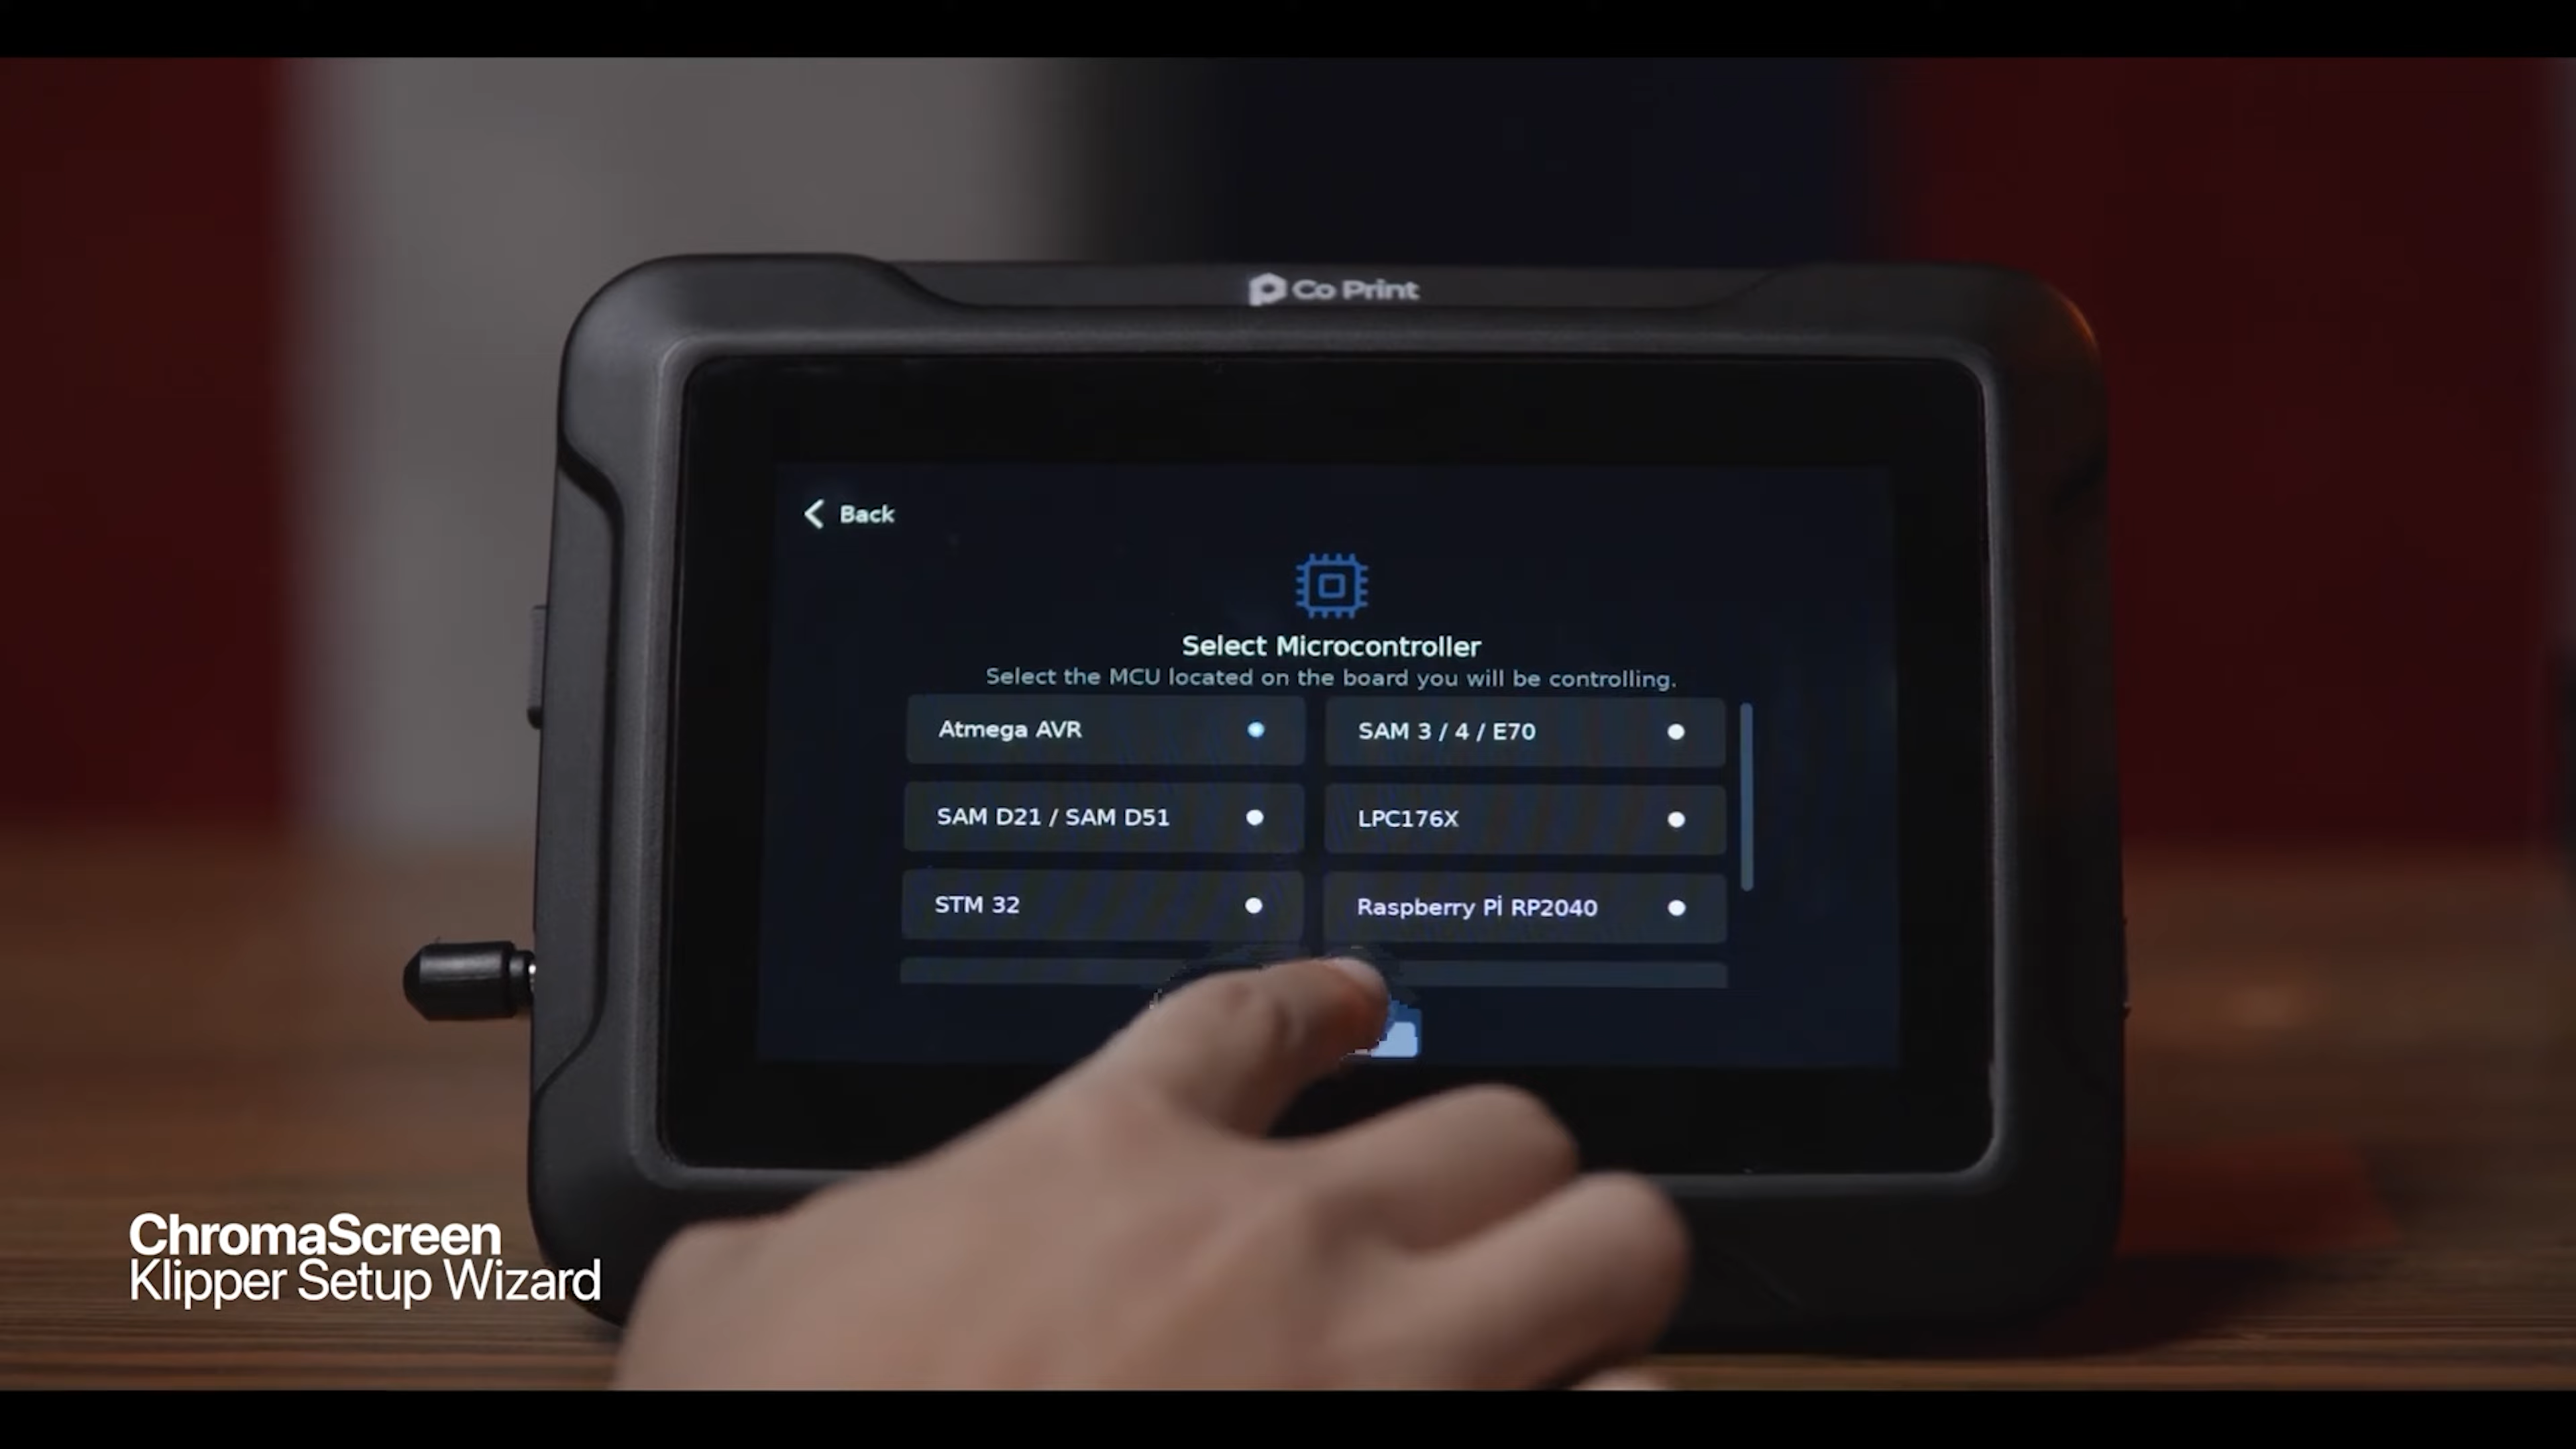 Co Print
Back
Select Microcontroller
Select the MCU located on the board you will be controlling.
Atmega AVR
SAM 3 / 4 / E70
SAM D21 / SAM D51
LPC176X
STM 32
Raspberry Pi RP2040
ChromaScreen
Klipper Setup Wizard